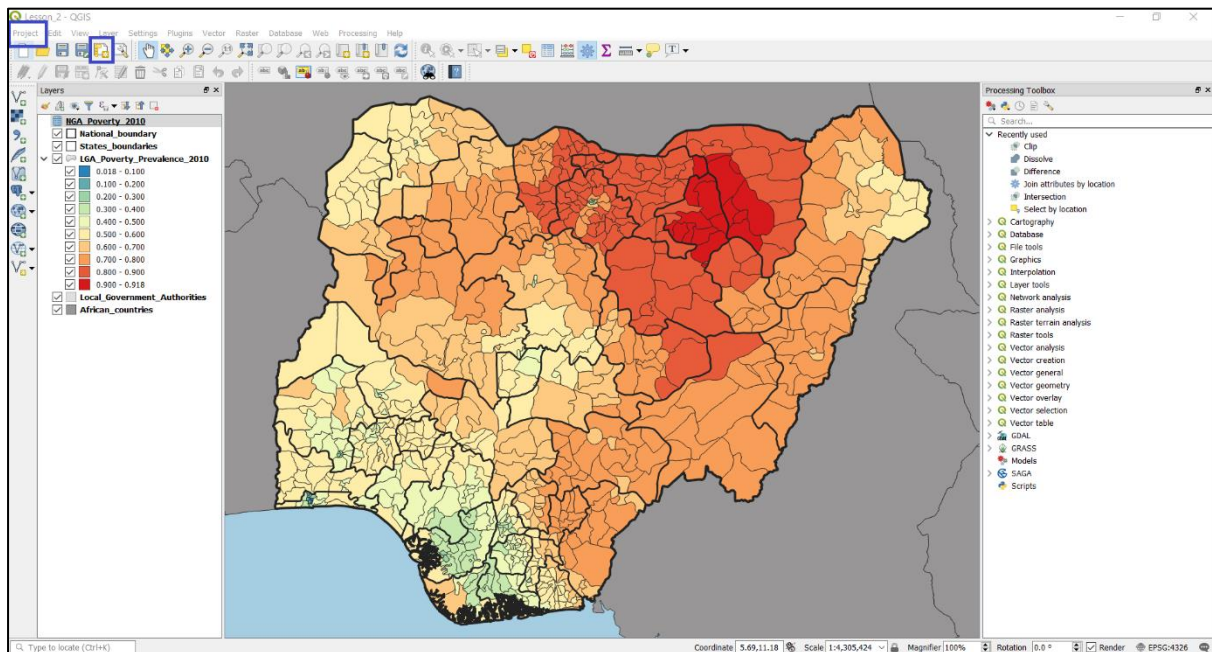 Lesson_2 - QGIS
Project Edit View Layer Settings Plugins Vector Raster Database Web Processing Help
Layers
NGA_Poverty_2010
National_boundary
States_boundaries
LGA_Poverty_Prevalence_2010
0.018 - 0.100
0.100 - 0.200
0.200 - 0.300
0.300 - 0.400
0.400 - 0.500
0.500 - 0.600
0.600 - 0.700
0.700 - 0.800
0.800 - 0.900
0.900 - 0.918
Local_Government_Authorities
African_countries
Processing Toolbox
Search...
Recently used
Clip
Dissolve
Difference
Join attributes by location
Intersection
Select by location
Cartography
Database
File tools
Graphics
Interpolation
Layer tools
Network analysis
Raster analysis
Raster terrain analysis
Raster tools
Vector analysis
Vector creation
Vector general
Vector geometry
Vector overlay
Vector selection
Vector table
GDAL
GRASS
Models
SAGA
Scripts
Type to locate (Ctrl+K)
Coordinate 5.69,11.18 Scale 1:4,305,424 Magnifier 100% Rotation 0.0 ° Render EPSG:4326